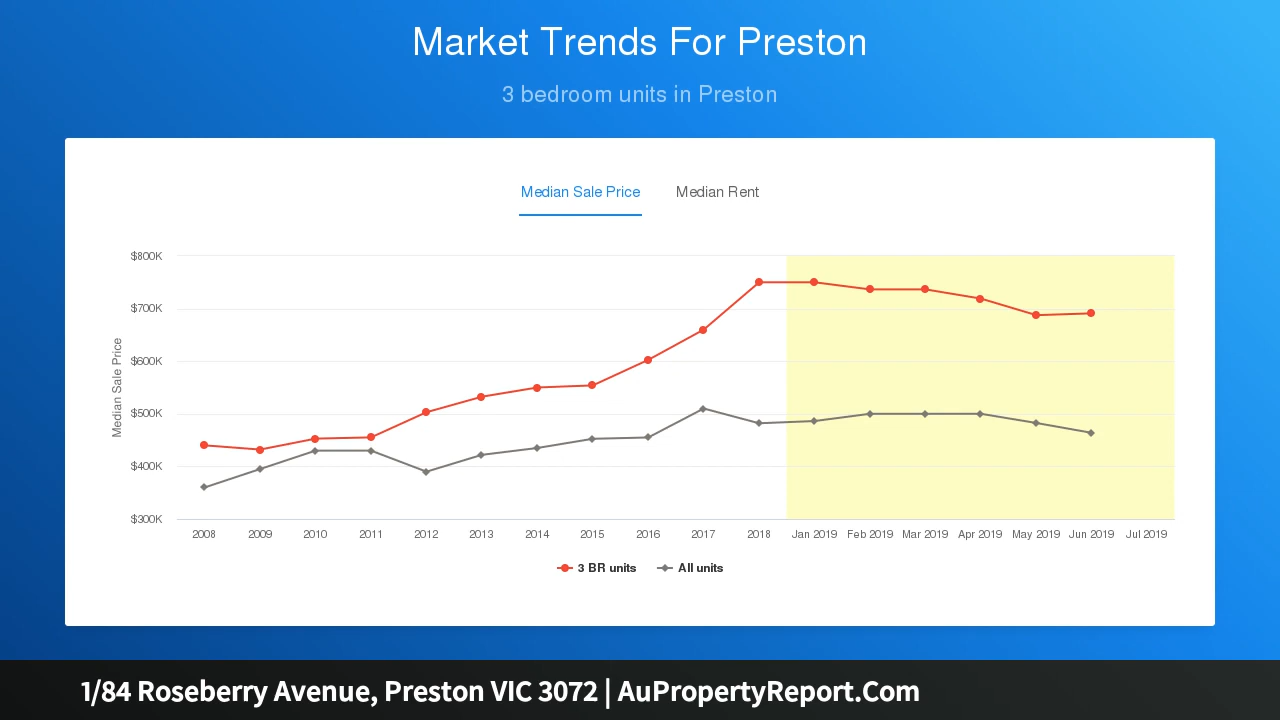 Market Trends For Preston
3 bedroom units in Preston
Median Sale Price Median Rent
Median Sale Price
$800K
$700K
$600K
$500K
$400K
$300K
2008 2009 2010 2011 2012 2013 2014 2015 2016 2017 2018 Jan 2019 Feb 2019 Mar 2019 Apr 2019 May 2019 Jun 2019 Jul 2019
3 BR units All units
1/84 Roseberry Avenue, Preston VIC 3072 | AuPropertyReport.Com